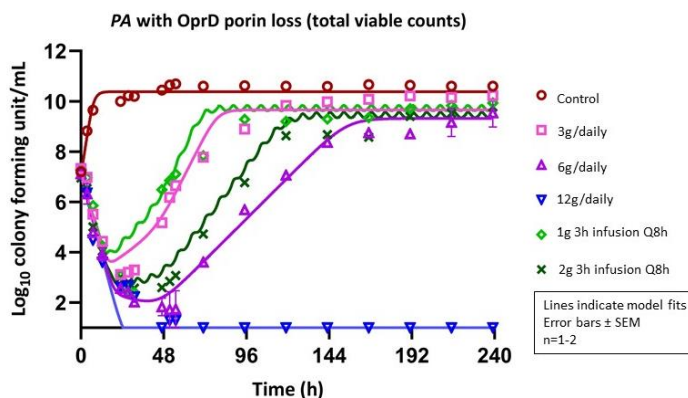 PA with OprD porin loss (total viable counts)
Log10 colony forming unit/mL
12
10
8
6
4
2
0
48
96
144
192
240
Time (h)
Control
3g/daily
6g/daily
12g/daily
1g 3h infusion Q8h
2g 3h infusion Q8h
Lines indicate model fits
Error bars ± SEM
n=1-2